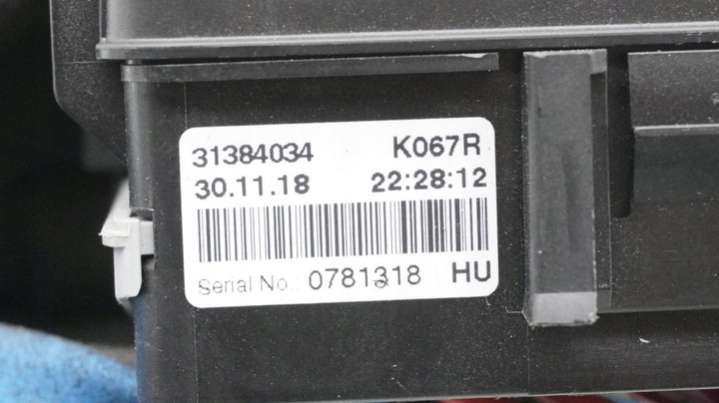 31384034 K067R
30.11.18 22:28:12
Serial No.: 0781318 HU